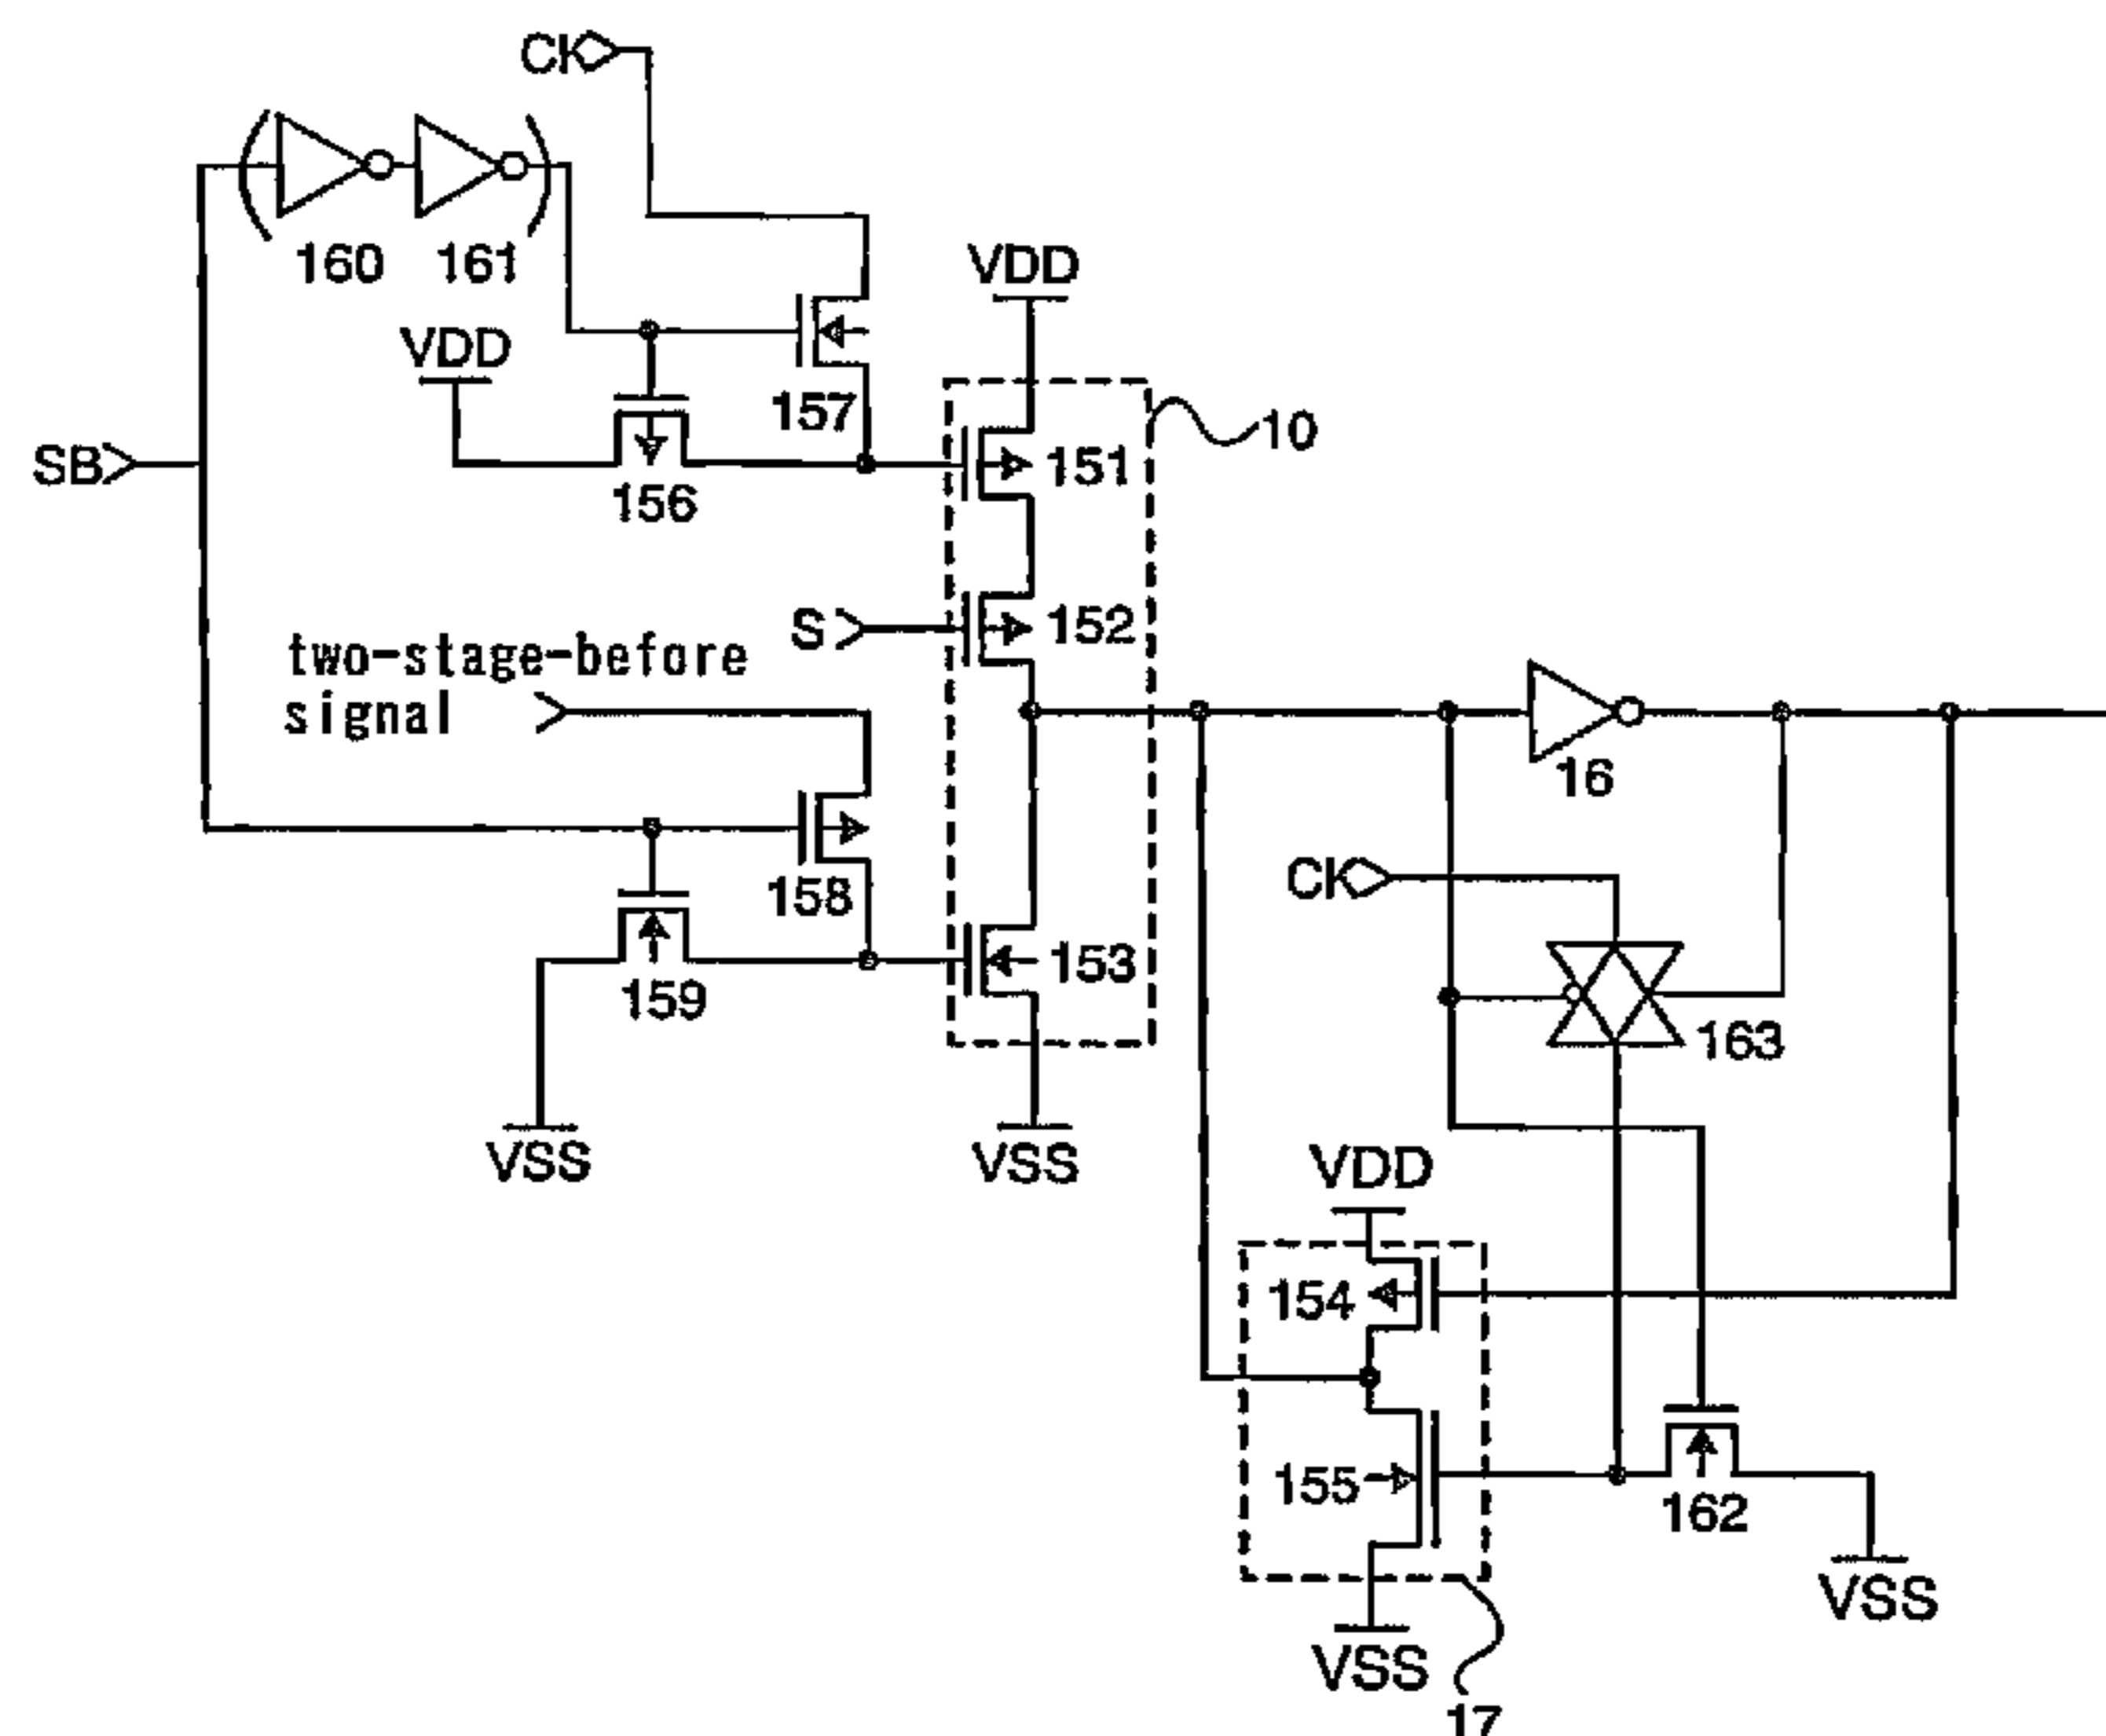 CK
160
161
VDD
VDD
157
10
SB
151
156
S
152
two-stage-before
signal
16
158
CK
153
159
163
VSS
VSS
VDD
154
155
162
VSS
VSS
17